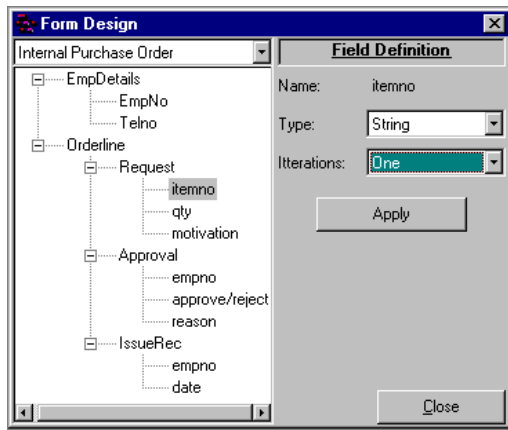 Form Design
Internal Purchase Order
EmpDetails
EmpNo
Telno
Orderline
Request
itemno
qty
motivation
Approval
empno
approve/reject
reason
IssueRec
empno
date
Field Definition
Name: itemno
Type: String
Itterations: One
Apply
Close